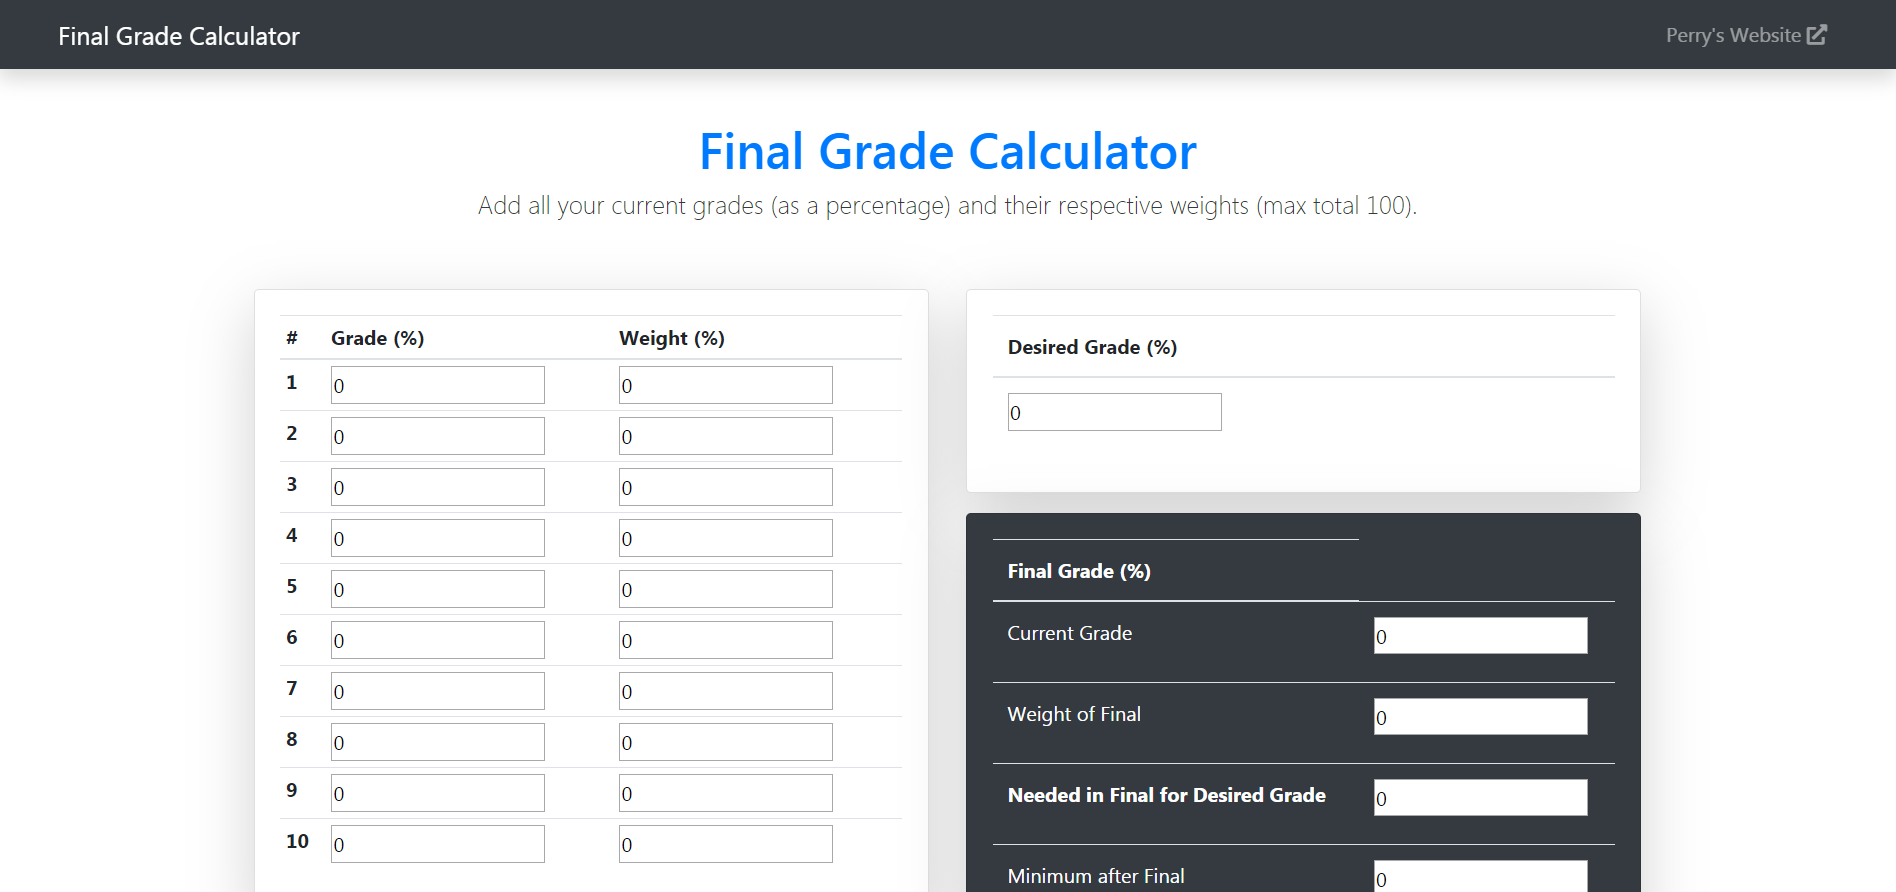 Final Grade Calculator
Perry's Website
Final Grade Calculator
Add all your current grades (as a percentage) and their respective weights (max total 100).
# Grade (%) Weight (%)
1 0 0
2 0 0
3 0 0
4 0 0
5 0 0
6 0 0
7 0 0
8 0 0
9 0 0
10 0 0
Desired Grade (%)
0
Final Grade (%)
Current Grade 0
Weight of Final 0
Needed in Final for Desired Grade 0
Minimum after Final 0